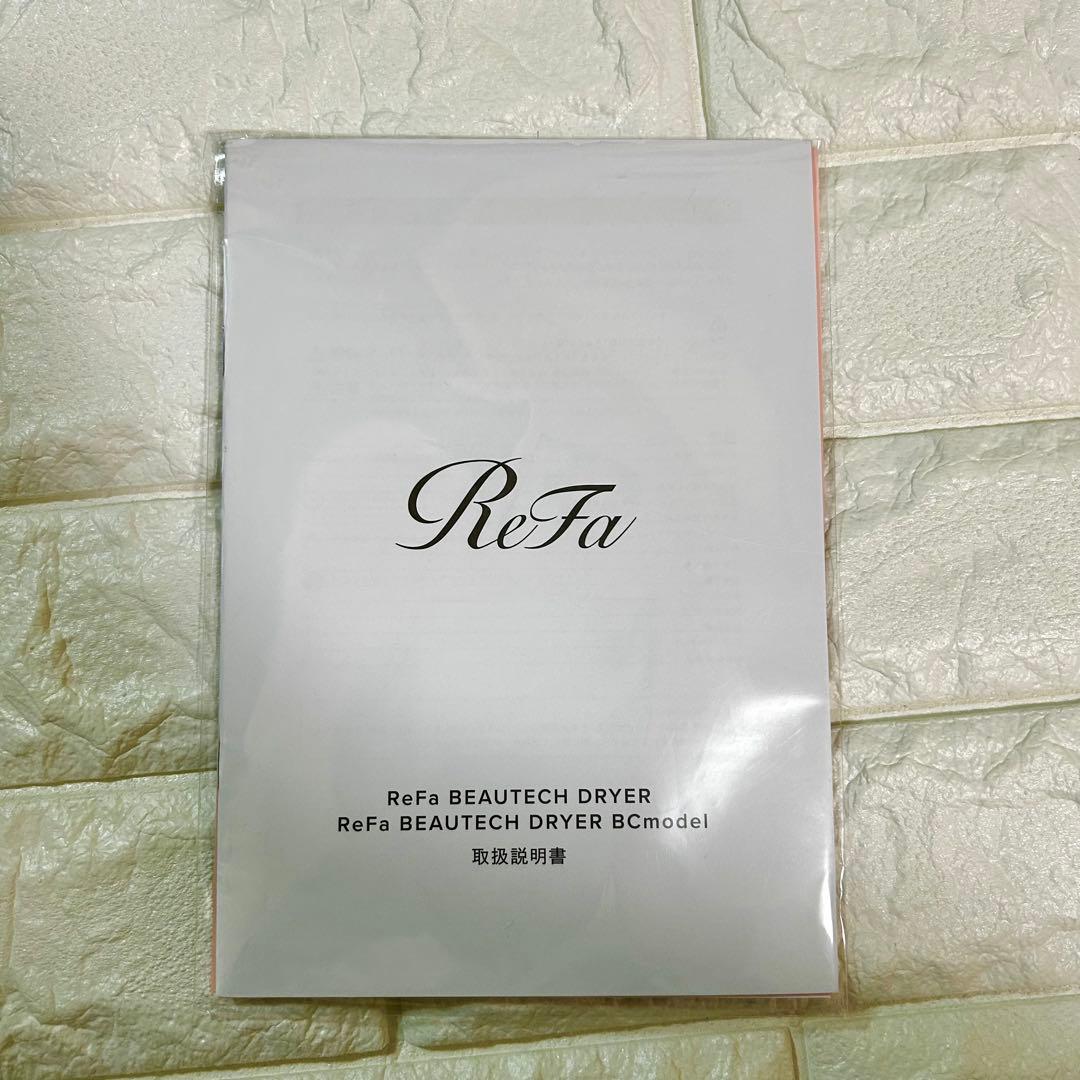 ReFa
ReFa BEAUTECH DRYER
ReFa BEAUTECH DRYER BCmodel
取扱説明書